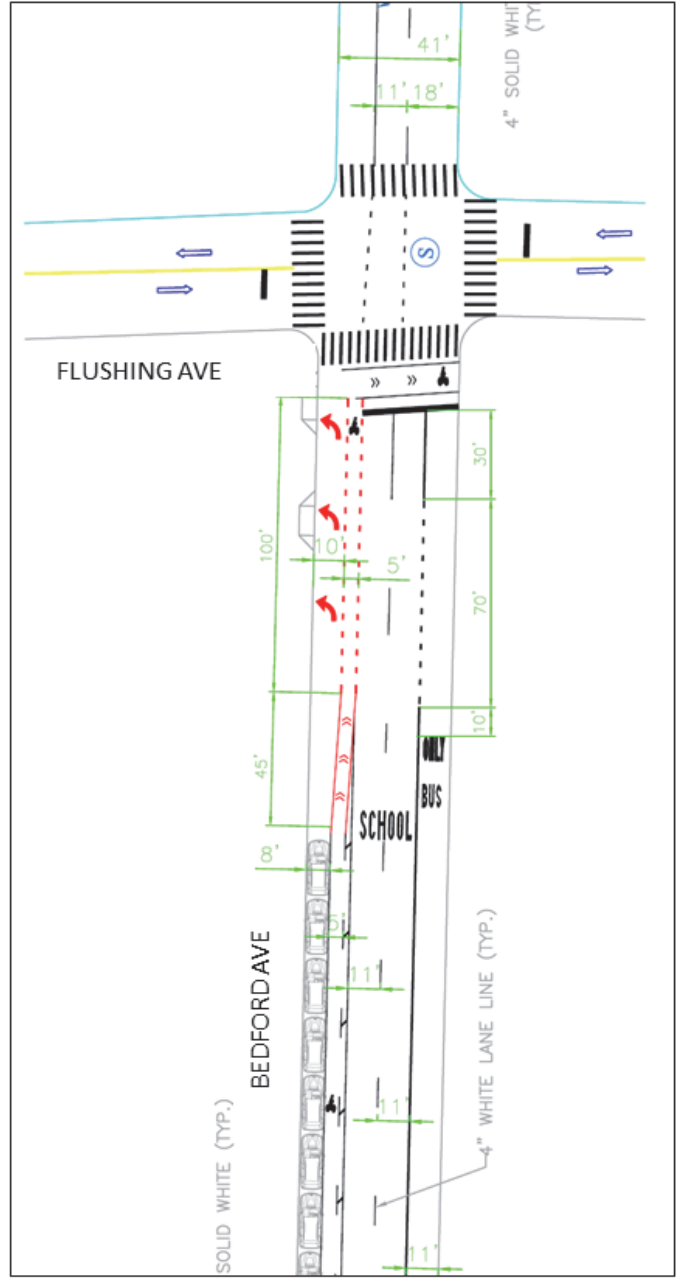 4" SOLID WHI
(TY
41'
11'
18'
S
FLUSHING AVE
30'
100'
10'
5'
70'
10'
45'
ONLY
BUS
SCHOOL
8'
5'
11'
BEDFORD AVE
11'
4" WHITE LANE LINE (TYP.)
SOLID WHITE (TYP.)
11'